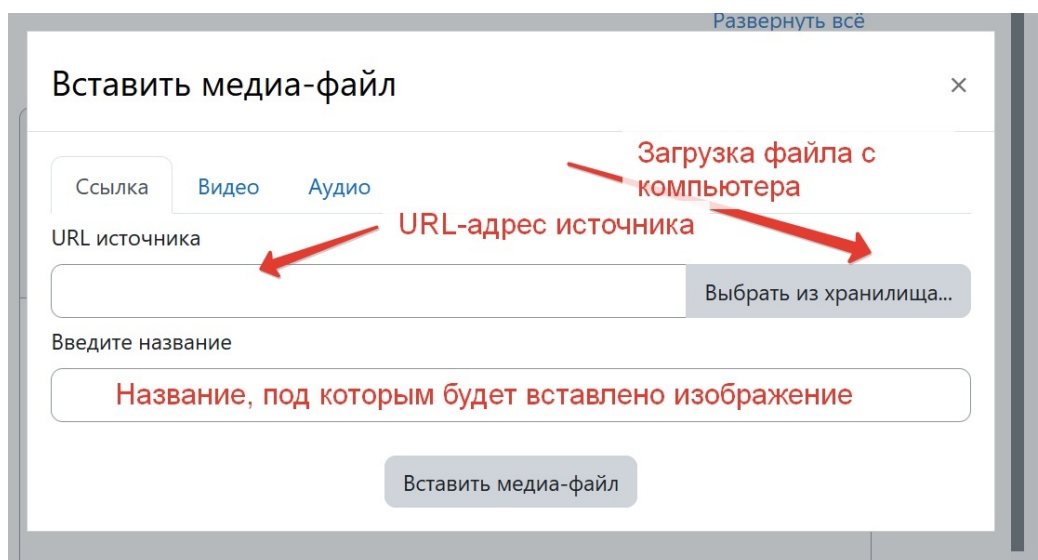 Развернуть всё
Вставить медиа-файл
×
Загрузка файла с
компьютера
Ссылка Видео Аудио
URL-адрес источника
URL источника
Выбрать из хранилища...
Введите название
Название, под которым будет вставлено изображение
Вставить медиа-файл